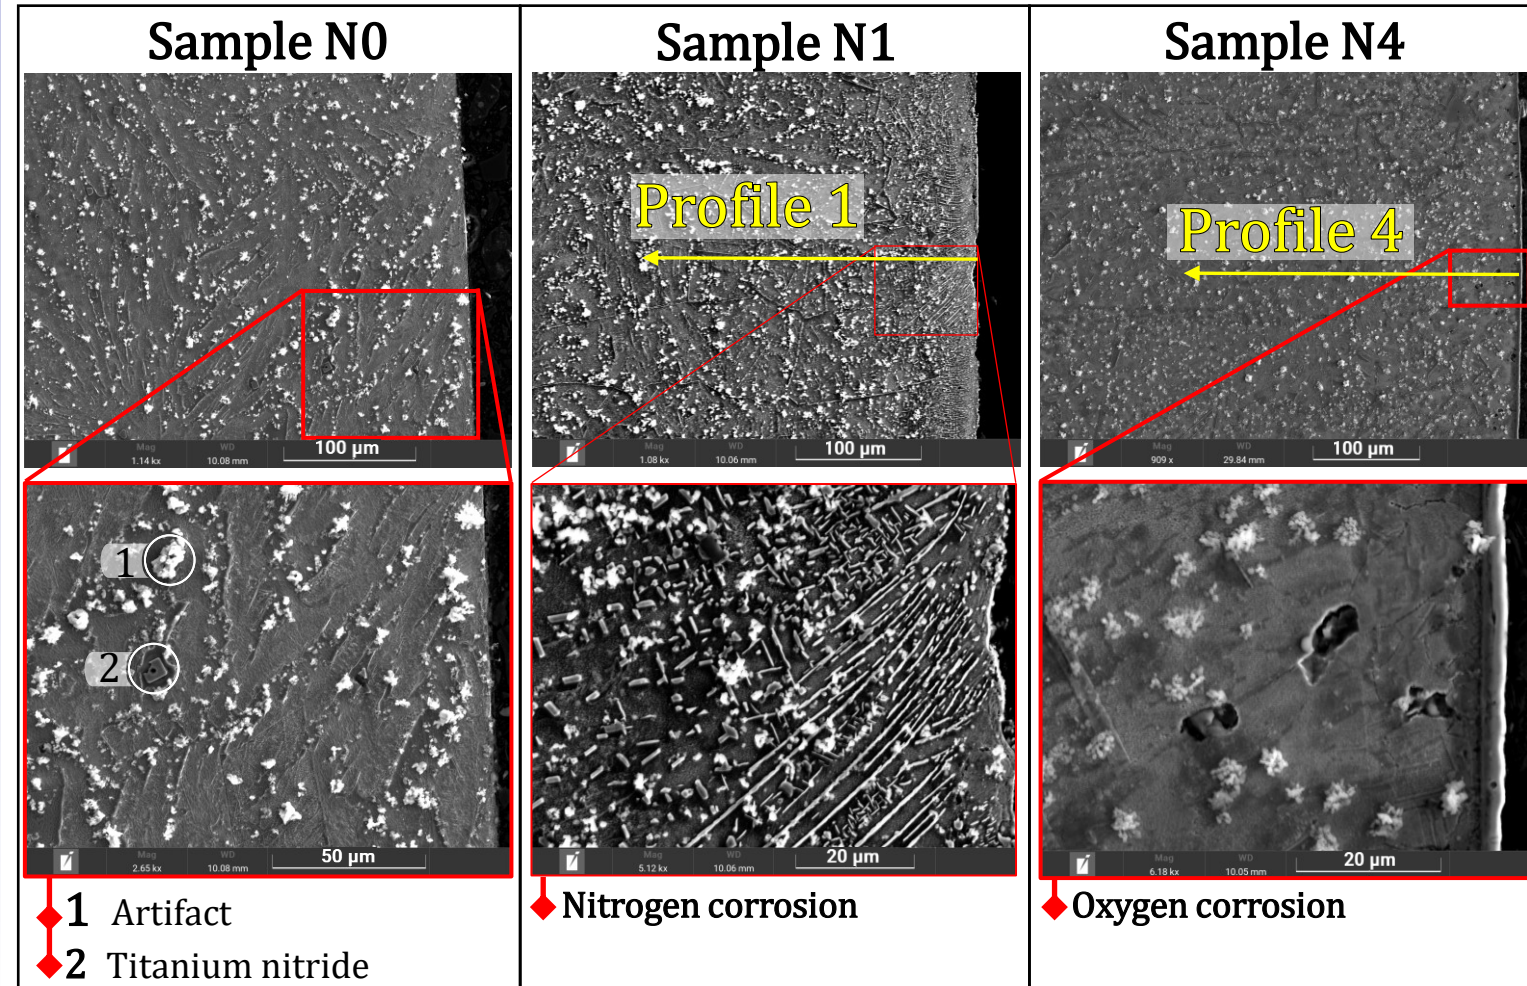 Sample N0
Sample N1
Sample N4
Profile 1
Profile 4
Mag WD 100 µm
1.14 kx 10.08 mm
Mag WD 100 µm
1.08 kx 10.06 mm
Mag WD 100 µm
909 x 29.84 mm
1
2
Mag WD 50 µm
2.65 kx 10.08 mm
Mag WD 20 µm
5.12 kx 10.06 mm
Mag WD 20 µm
6.18 kx 10.05 mm
1 Artifact
2 Titanium nitride
Nitrogen corrosion
Oxygen corrosion